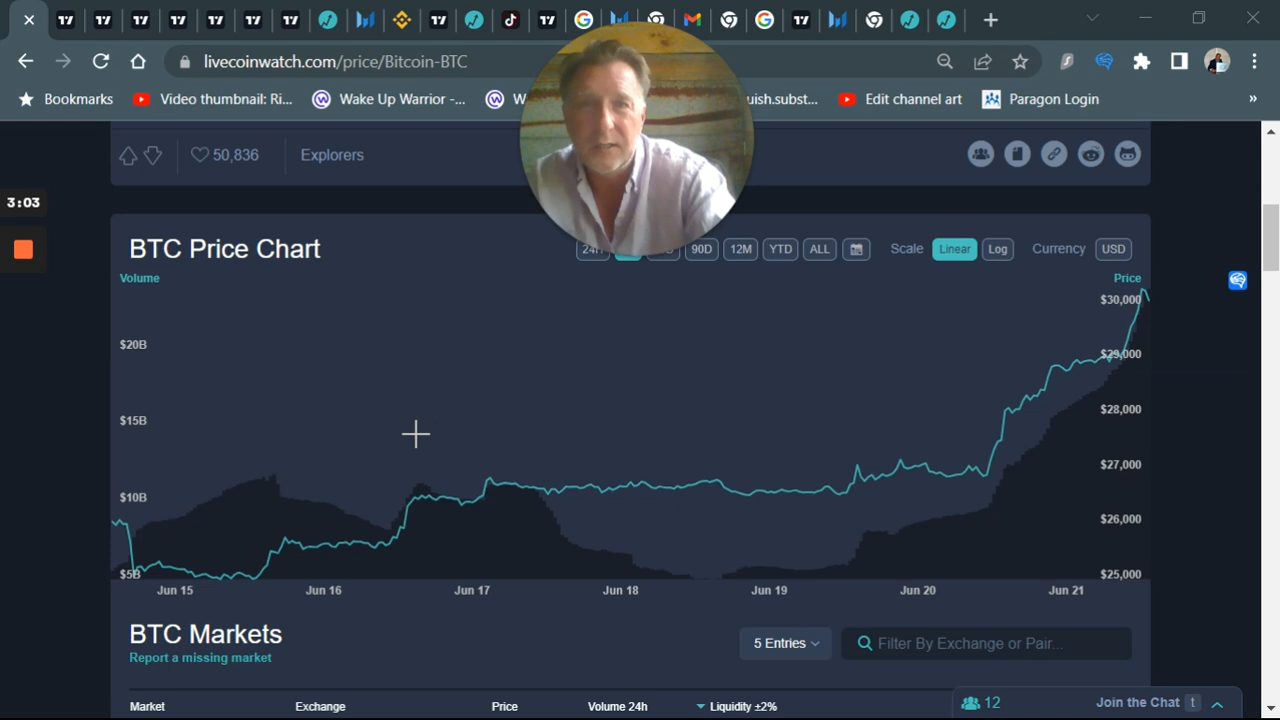 livecoinwatch.com/price/Bitcoin-BTC
Bookmarks Video thumbnail: Ri... Wake Up Warrior -... W uish.subst... Edit channel art Paragon Login »
50,836 Explorers
3:03
BTC Price Chart
24H 90D 12M YTD ALL Scale Linear Log Currency USD
Volume Price
$30,000
$20B $29,000
$15B $28,000
$27,000
$10B
$26,000
$5B $25,000
Jun 15 Jun 16 Jun 17 Jun 18 Jun 19 Jun 20 Jun 21
BTC Markets
5 Entries Filter By Exchange or Pair...
Report a missing market
Market Exchange Price Volume 24h Liquidity ±2%
12 Join the Chat t